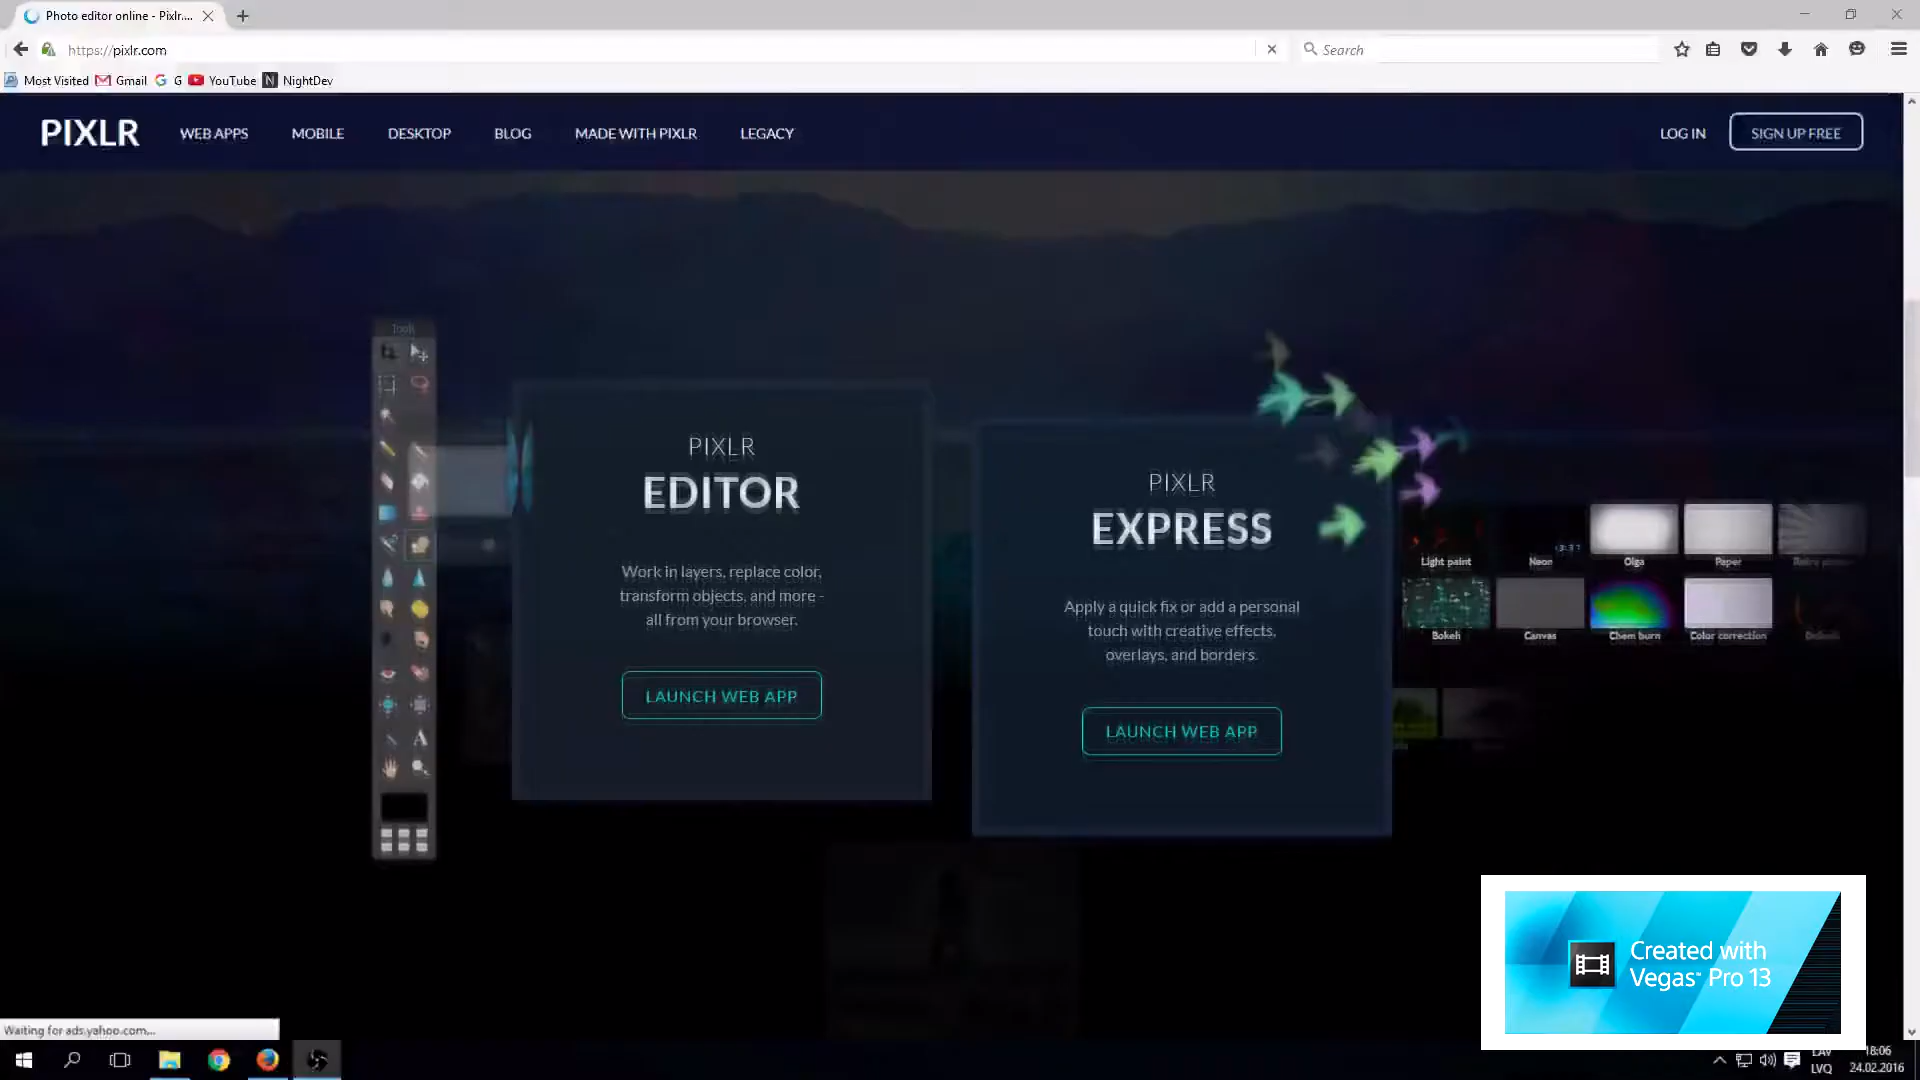 Photo editor online - Pixlr....
https://pixlr.com
Search
Most Visited
Gmail
G
YouTube
NightDev
PIXLR
WEB APPS
MOBILE
DESKTOP
BLOG
MADE WITH PIXLR
LEGACY
LOG IN
SIGN UP FREE
Tools
PIXLR
EDITOR
Work in layers, replace color,
transform objects, and more -
all from your browser.
LAUNCH WEB APP
PIXLR
EXPRESS
Apply a quick fix or add a personal
touch with creative effects,
overlays, and borders.
LAUNCH WEB APP
Light paint
Neon
Olga
Paper
Bokeh
Canvas
Chem burn
Color correction
Created with
Vegas™ Pro 13
Waiting for ads.yahoo.com...
LAV
LVQ
18:06
24.02.2016